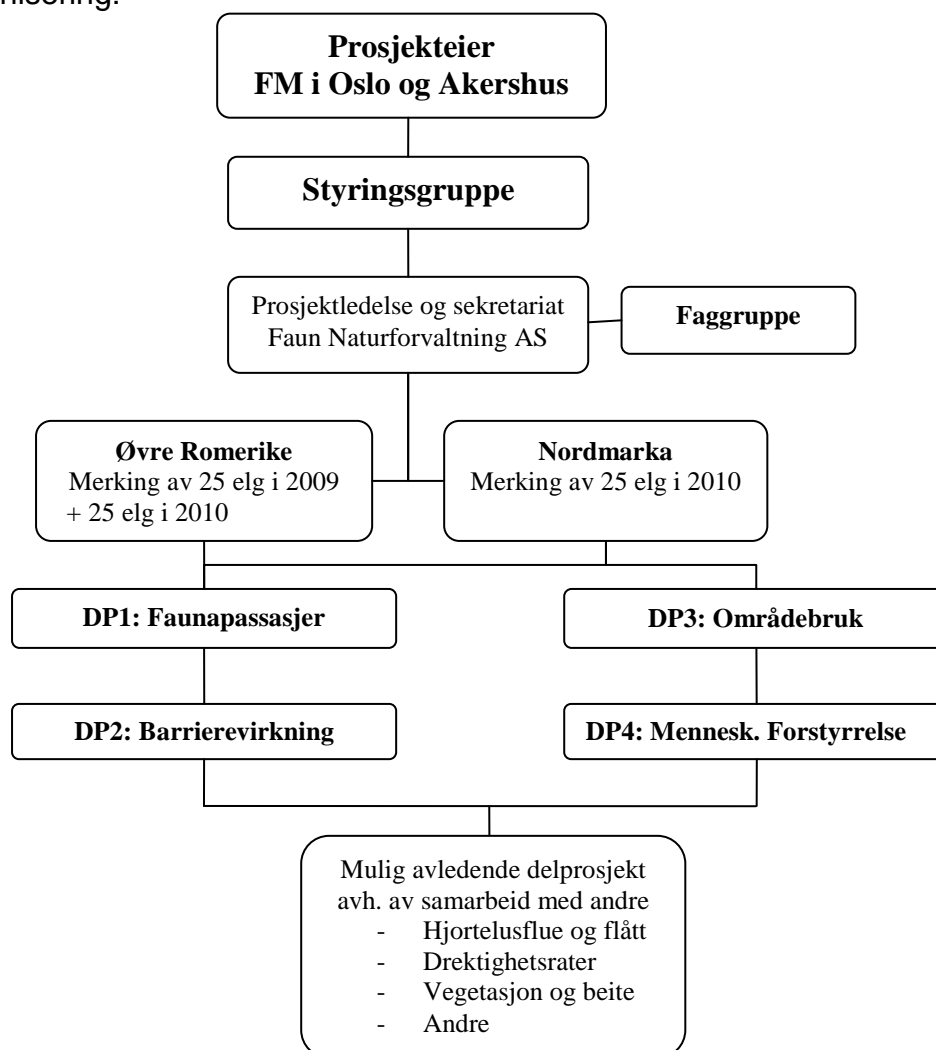 nisering.
Prosjekteier
FM i Oslo og Akershus
Styringsgruppe
Prosjektledelse og sekretariat
Faun Naturforvaltning AS
Faggruppe
Øvre Romerike
Merking av 25 elg i 2009
+ 25 elg i 2010
Nordmarka
Merking av 25 elg i 2010
DP1: Faunapassasjer
DP3: Områdebruk
DP2: Barrierevirkning
DP4: Mennesk. Forstyrrelse
Mulig avledende delprosjekt
avh. av samarbeid med andre
- Hjortelusflue og flått
- Drektighetsrater
- Vegetasjon og beite
- Andre